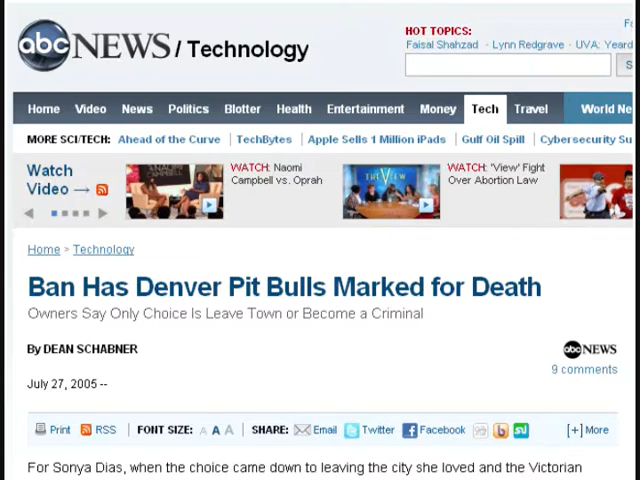 abc NEWS / Technology
HOT TOPICS:
Faisal Shahzad - Lynn Redgrave - UVA: Yeard
Home Video News Politics Blotter Health Entertainment Money Tech Travel World Ne
MORE SCI/TECH: Ahead of the Curve TechBytes Apple Sells 1 Million iPads Gulf Oil Spill Cybersecurity Su
Watch
Video →
WATCH: Naomi
Campbell vs. Oprah
WATCH: 'View' Fight
Over Abortion Law
Home > Technology
Ban Has Denver Pit Bulls Marked for Death
Owners Say Only Choice Is Leave Town or Become a Criminal
By DEAN SCHABNER
abc NEWS
9 comments
July 27, 2005 --
Print RSS FONT SIZE: A A A SHARE: Email Twitter Facebook [+] More
For Sonya Dias, when the choice came down to leaving the city she loved and the Victorian